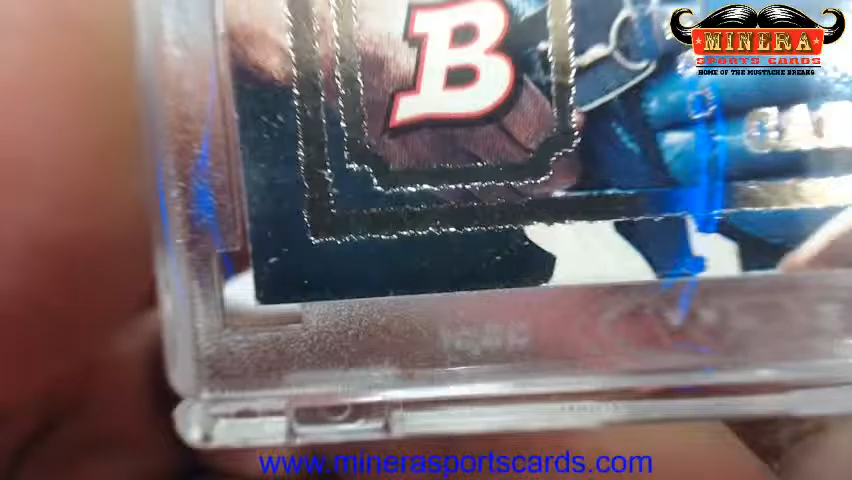 MINERA
SPORTS CARDS
HOME OF THE MUSTACHE BREAKS
B
www.minerasportscards.com